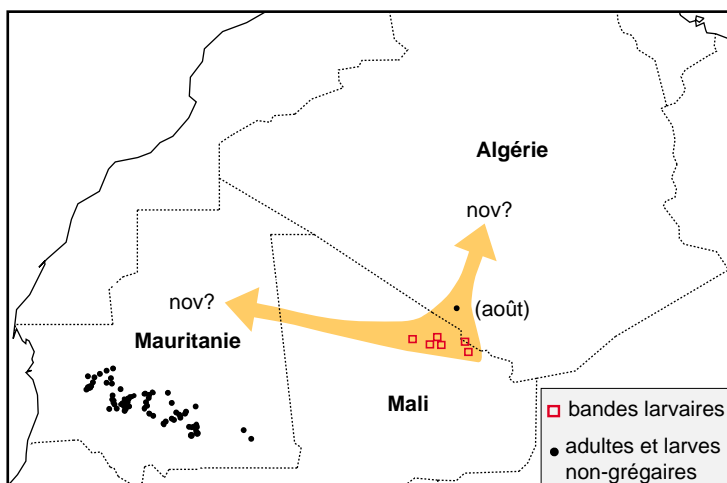 Algérie
nov?
nov?
(août)
Mauritanie
Mali
bandes larvaires
adultes et larves
non-grégaires